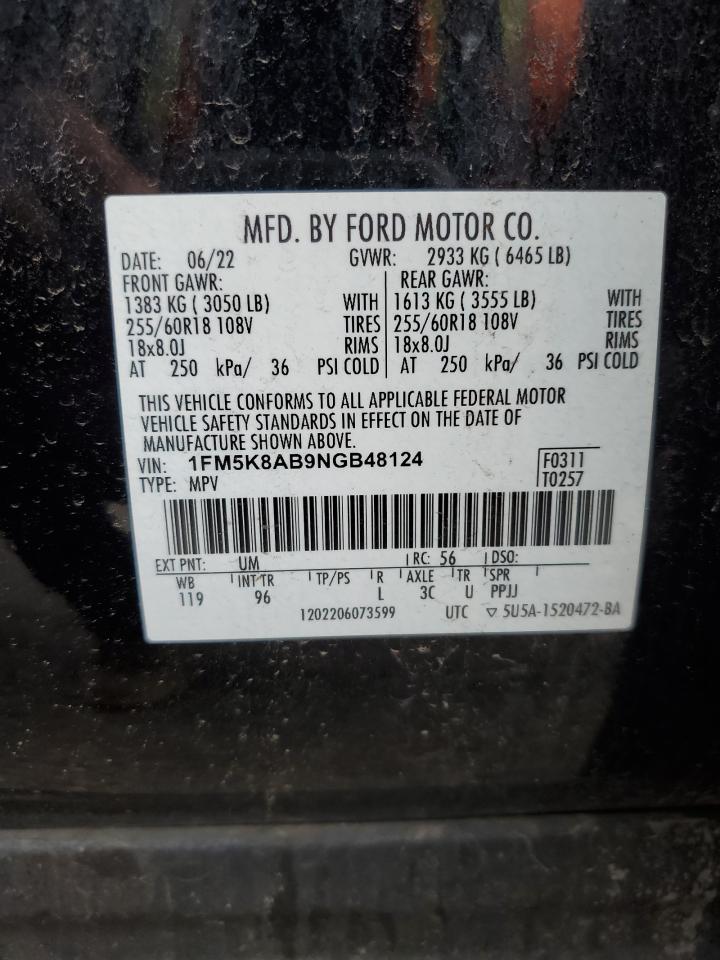 MFD. BY FORD MOTOR CO.
DATE: 06/22 GVWR: 2933 KG ( 6465 LB)
FRONT GAWR: REAR GAWR:
1383 KG ( 3050 LB) WITH 1613 KG ( 3555 LB) WITH
255/60R18 108V TIRES 255/60R18 108V TIRES
18x8.0J RIMS 18x8.0J RIMS
AT 250 kPa/ 36 PSI COLD AT 250 kPa/ 36 PSI COLD
THIS VEHICLE CONFORMS TO ALL APPLICABLE FEDERAL MOTOR
VEHICLE SAFETY STANDARDS IN EFFECT ON THE DATE OF
MANUFACTURE SHOWN ABOVE.
VIN: 1FM5K8AB9NGB48124 F0311
TYPE: MPV T0257
EXT PNT: UM RC: 56 DSO:
WB INT TR TP/PS R AXLE TR SPR
119 96 L 3C U PPJJ
1202206073599 UTC ▽ 5U5A-1520472-BA